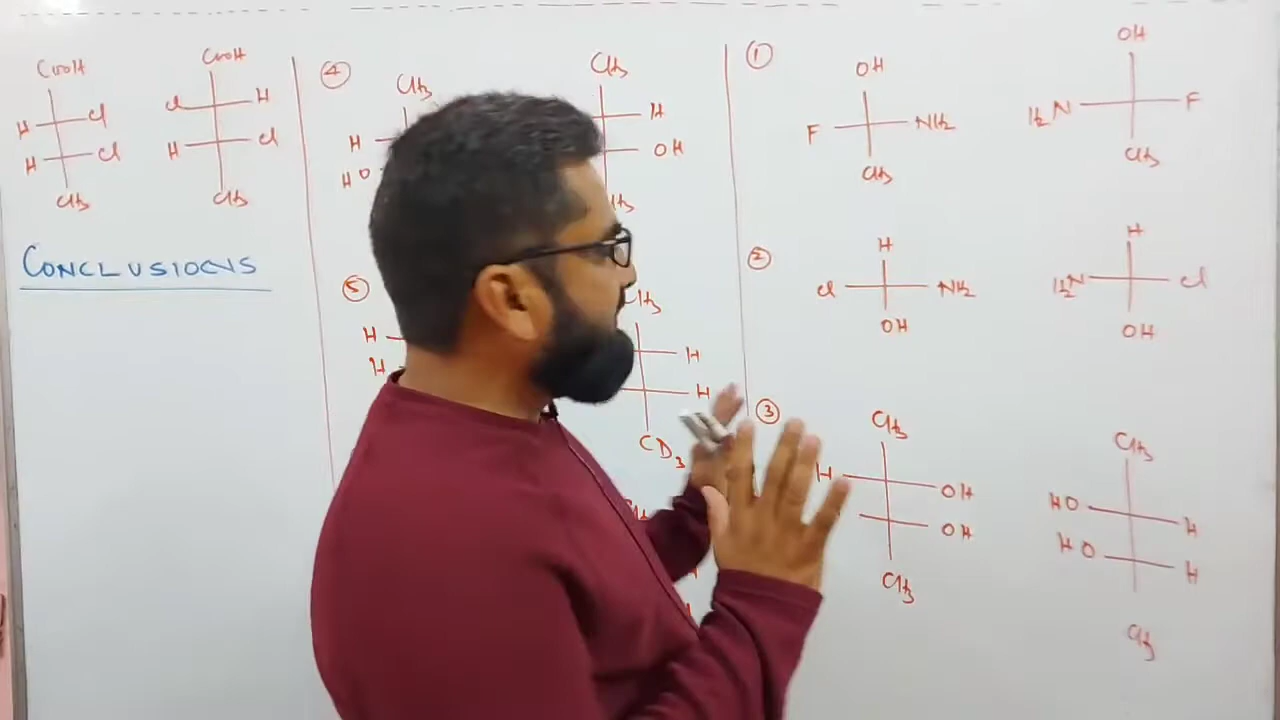 COOH COOH
H Cl Cl H
H Cl H Cl
CH3 CH3
CONCLUSIONS
④ CH3 CH3
H H
HO OH
⑤
H H
H H
CD3
① OH OH
F NH2 H2N F
CH3 CH3
② H H
Cl NH2 H2N Cl
OH OH
③ CH3 CH3
H OH HO H
OH HO H
CH3 CH3